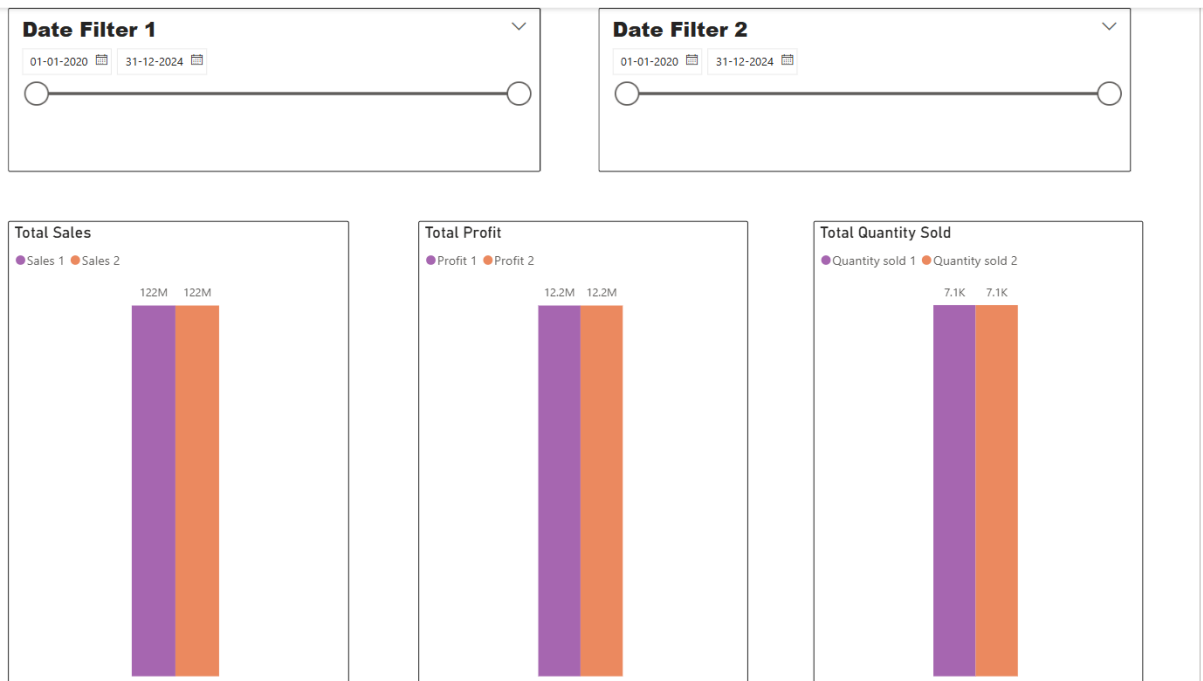 Date Filter 1
01-01-2020 31-12-2024
Date Filter 2
01-01-2020 31-12-2024
Total Sales
Sales 1 Sales 2
122M 122M
Total Profit
Profit 1 Profit 2
12.2M 12.2M
Total Quantity Sold
Quantity sold 1 Quantity sold 2
7.1K 7.1K